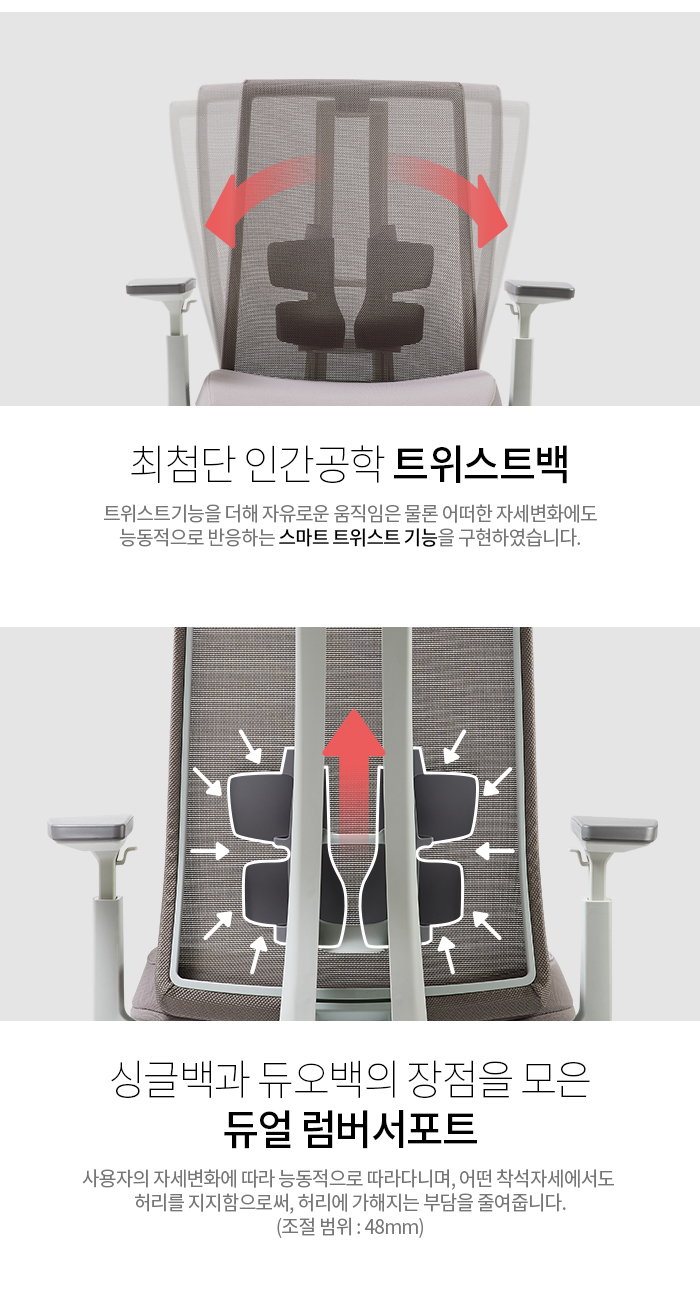 최첨단 인간공학 트위스트백
트위스트기능을 더해 자유로운 움직임은 물론 어떠한 자세변화에도
능동적으로 반응하는 스마트 트위스트 기능을 구현하였습니다.
싱글백과 듀오백의 장점을 모은
듀얼 럼버서포트
사용자의 자세변화에 따라 능동적으로 따라다니며, 어떤 착석자세에서도
허리를 지지함으로써, 허리에 가해지는 부담을 줄여줍니다.
(조절 범위 : 48mm)